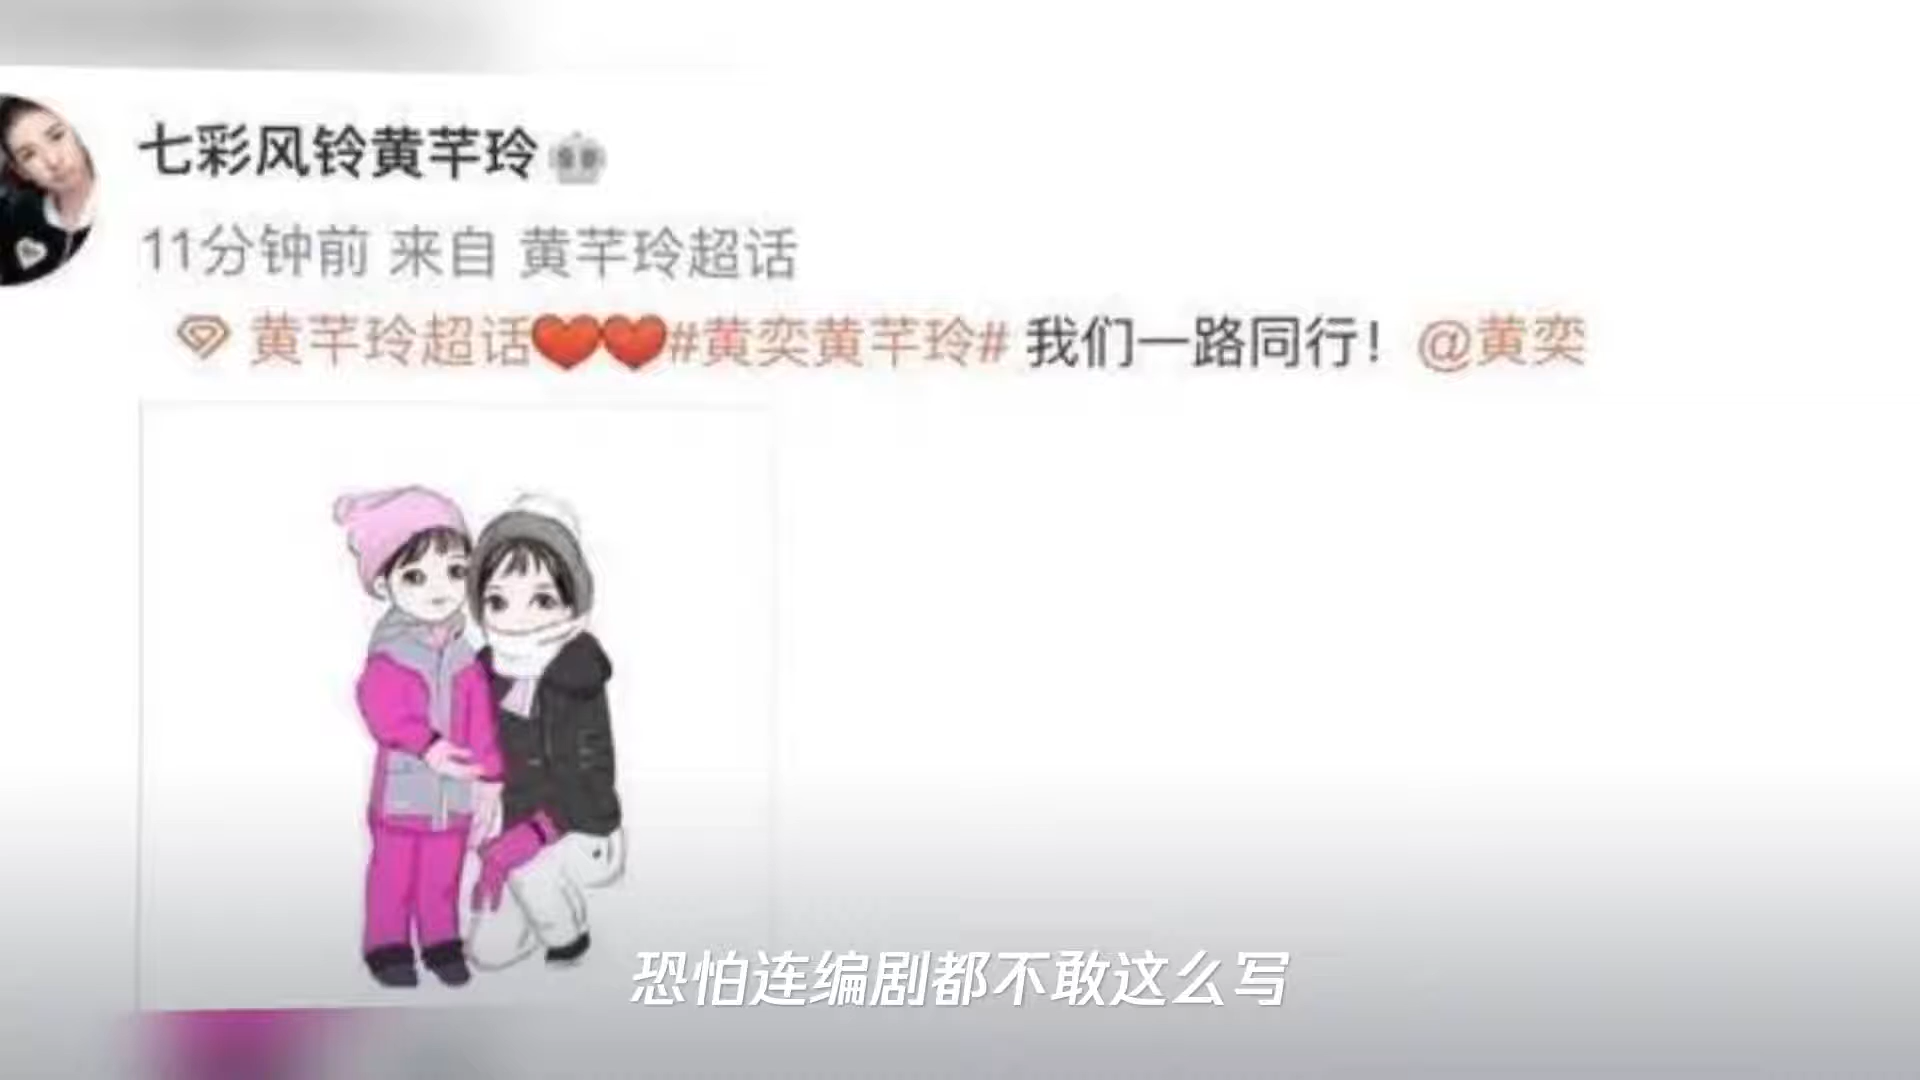 七彩风铃黄芊玲
11分钟前 来自 黄芊玲超话
黄芊玲超话❤❤#黄奕黄芊玲# 我们一路同行！ @黄奕
恐怕连编剧都不敢这么写